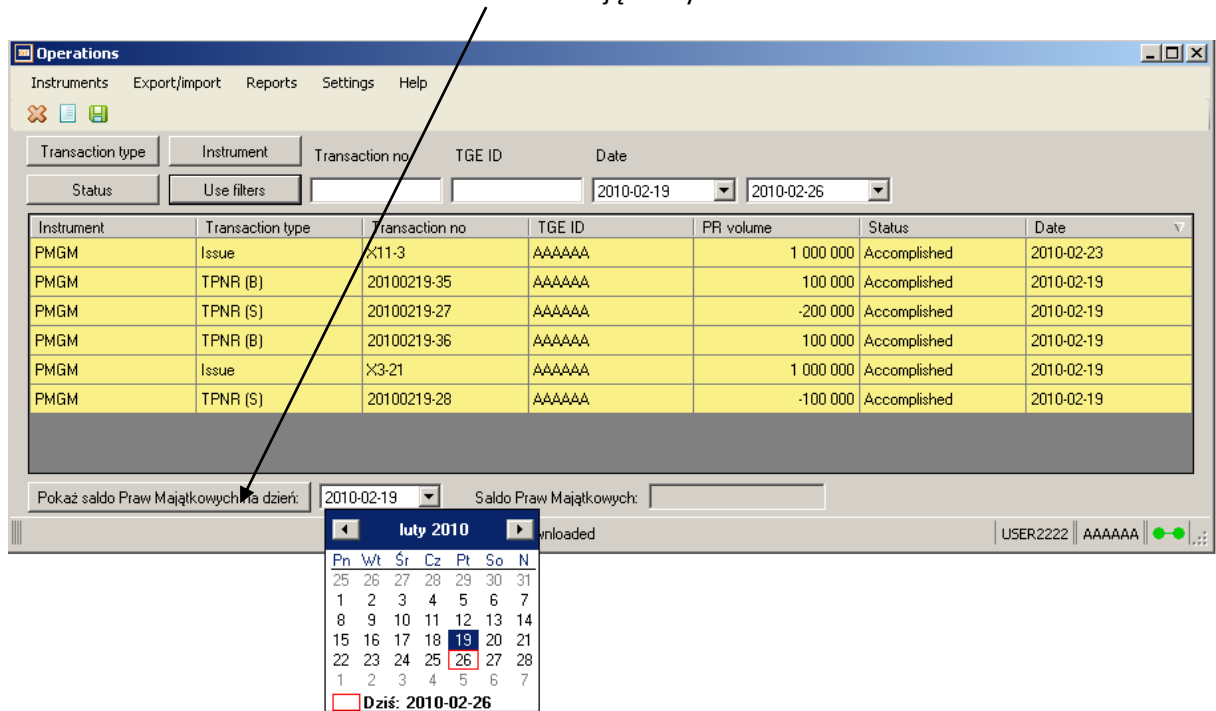 Operations
Instruments Export/import Reports Settings Help
Transaction type Instrument Transaction no TGE ID Date
Status Use filters 2010-02-19 2010-02-26
Instrument Transaction type Transaction no TGE ID PR volume Status Date
PMGM Issue X11-3 AAAAAA 1 000 000 Accomplished 2010-02-23
PMGM TPNR (B) 20100219-35 AAAAAA 100 000 Accomplished 2010-02-19
PMGM TPNR (S) 20100219-27 AAAAAA -200 000 Accomplished 2010-02-19
PMGM TPNR (B) 20100219-36 AAAAAA 100 000 Accomplished 2010-02-19
PMGM Issue X3-21 AAAAAA 1 000 000 Accomplished 2010-02-19
PMGM TPNR (S) 20100219-28 AAAAAA -100 000 Accomplished 2010-02-19
Pokaż saldo Praw Majątkowych na dzień: 2010-02-19 Saldo Praw Majątkowych:
USER2222 AAAAAA
luty 2010
Pn Wt Śr Cz Pt So N
25 26 27 28 29 30 31
1 2 3 4 5 6 7
8 9 10 11 12 13 14
15 16 17 18 19 20 21
22 23 24 25 26 27 28
1 2 3 4 5 6 7
Dziś: 2010-02-26